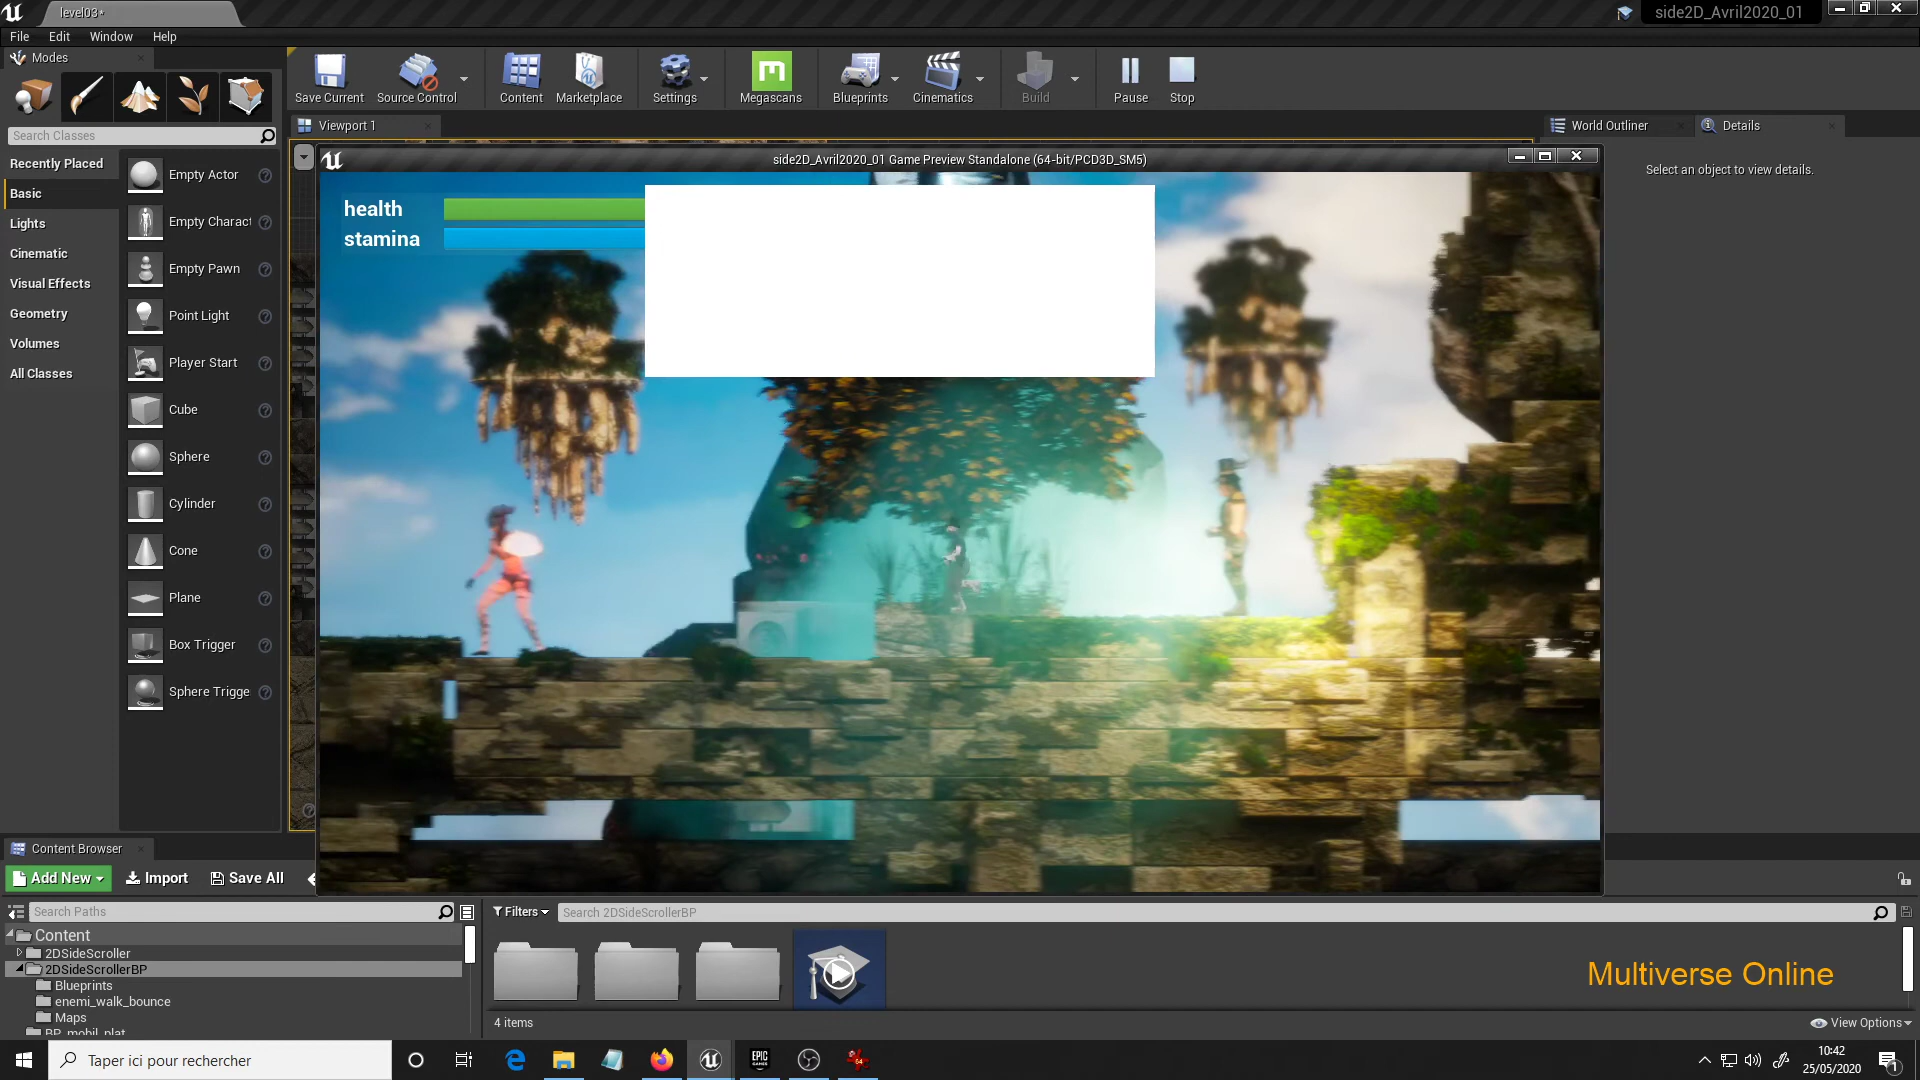 level03*
side2D_Avril2020_01
File Edit Window Help
Modes
Save Current
Source Control
Content
Marketplace
Settings
Megascans
Blueprints
Cinematics
Build
Pause
Stop
Search Classes
Viewport 1
World Outliner
Details
Recently Placed
Basic
Lights
Cinematic
Visual Effects
Geometry
Volumes
All Classes
Empty Actor
Empty Charact
Empty Pawn
Point Light
Player Start
Cube
Sphere
Cylinder
Cone
Plane
Box Trigger
Sphere Trigge
side2D_Avril2020_01 Game Preview Standalone (64-bit/PCD3D_SM5)
Select an object to view details.
health
stamina
Content Browser
Add New
Import
Save All
Search Paths
Filters
Search 2DSideScrollerBP
Content
2DSideScroller
2DSideScrollerBP
Blueprints
enemi_walk_bounce
Maps
BP_mobil_plat
Multiverse Online
4 items
View Options
Taper ici pour rechercher
EPIC
GAMES
64
10:42
25/05/2020
1